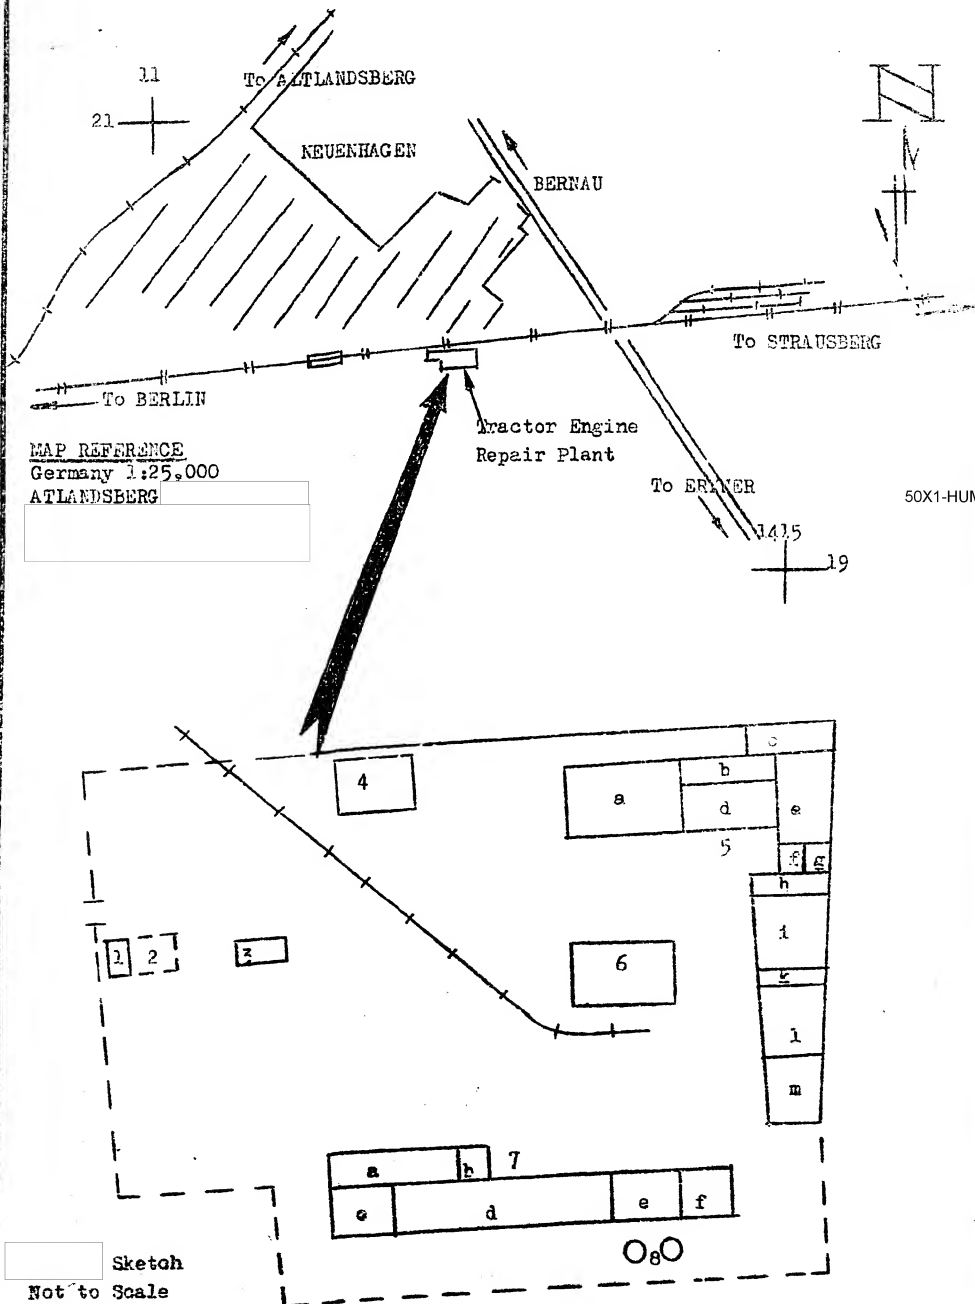 N
11
To ALTLANDSBERG
21
NEUENHAGEN
BERNAU
To STRAUSBERG
To BERLIN
Tractor Engine
Repair Plant
MAP REFERENCE
Germany 1:25,000
ATLANDSBERG
To ERKNER
50X1-HUM
1415
19
c
4
b
a
d
e
5
f g
h
i
1 2 3
6
k
l
m
7
a b
c d e f
8
Sketch
Not to Scale